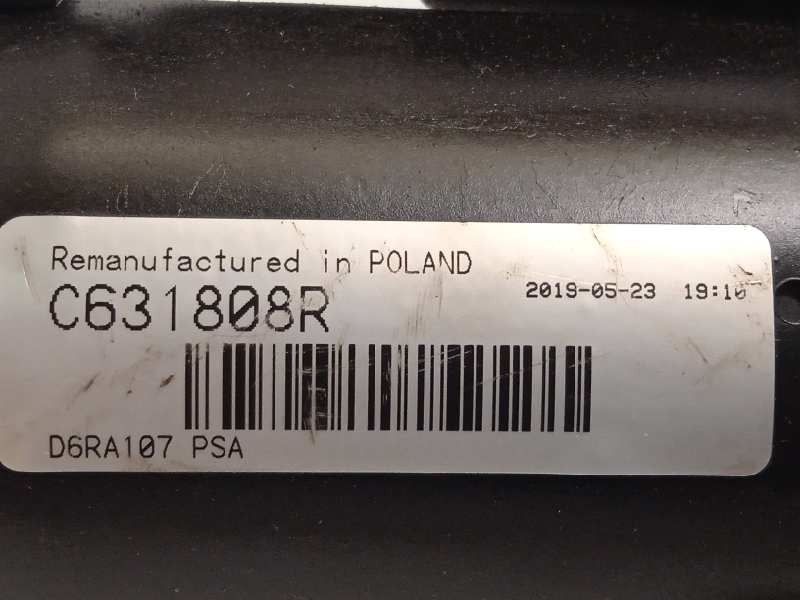 Remanufactured in POLAND
C631808R 2019-05-23 19:10
D6RA107 PSA